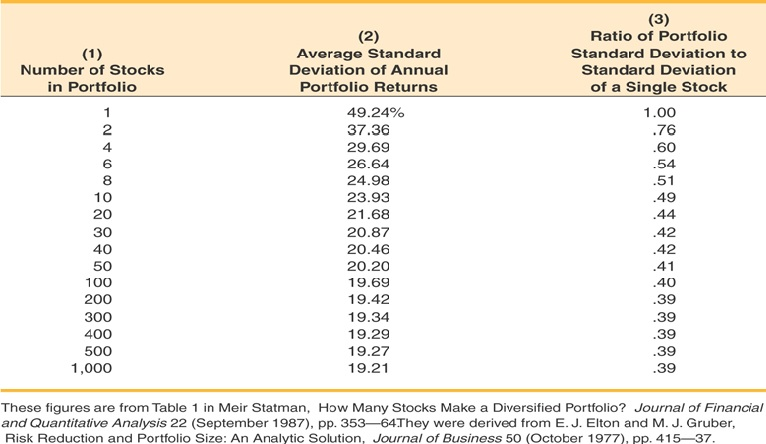 (1) (2) (3)
Number of Stocks Average Standard Ratio of Portfolio
in Portfolio Deviation of Annual Standard Deviation to
Portfolio Returns Standard Deviation
of a Single Stock
1 49.24% 1.00
2 37.36 .76
4 29.69 .60
6 26.64 .54
8 24.98 .51
10 23.93 .49
20 21.68 .44
30 20.87 .42
40 20.46 .42
50 20.20 .41
100 19.69 .40
200 19.42 .39
300 19.34 .39
400 19.29 .39
500 19.27 .39
1,000 19.21 .39
These figures are from Table 1 in Meir Statman, How Many Stocks Make a Diversified Portfolio? Journal of Financial
and Quantitative Analysis 22 (September 1987), pp. 353—64They were derived from E. J. Elton and M. J. Gruber,
Risk Reduction and Portfolio Size: An Analytic Solution, Journal of Business 50 (October 1977), pp. 415—37.